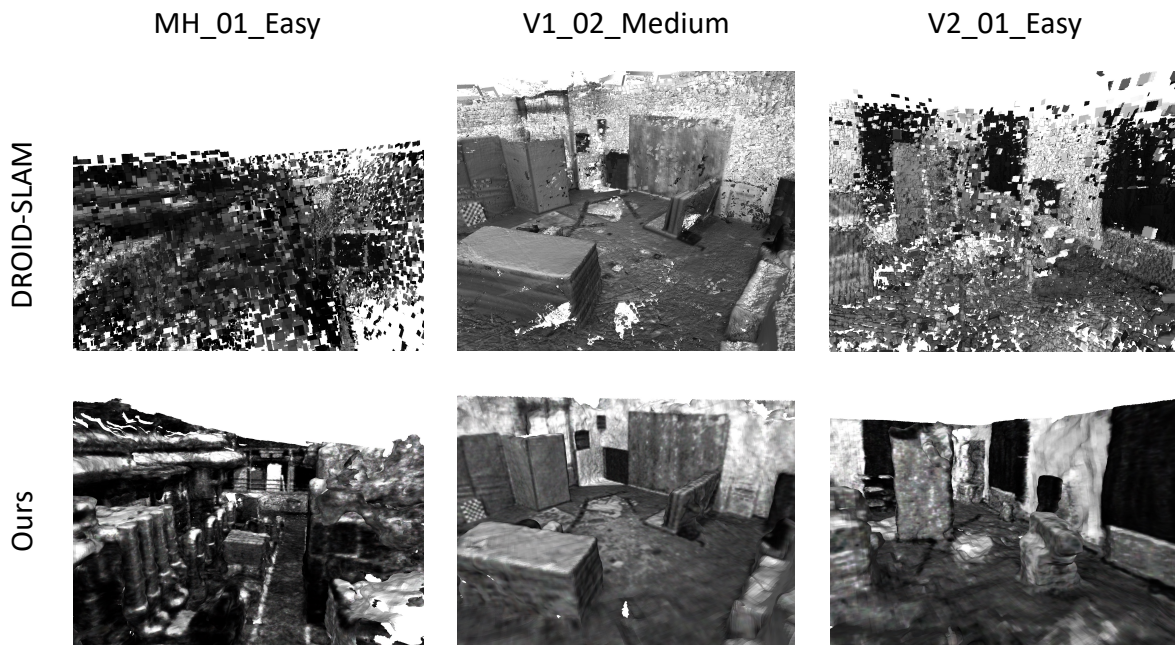 MH_01_Easy
V1_02_Medium
V2_01_Easy
DROID-SLAM
Ours